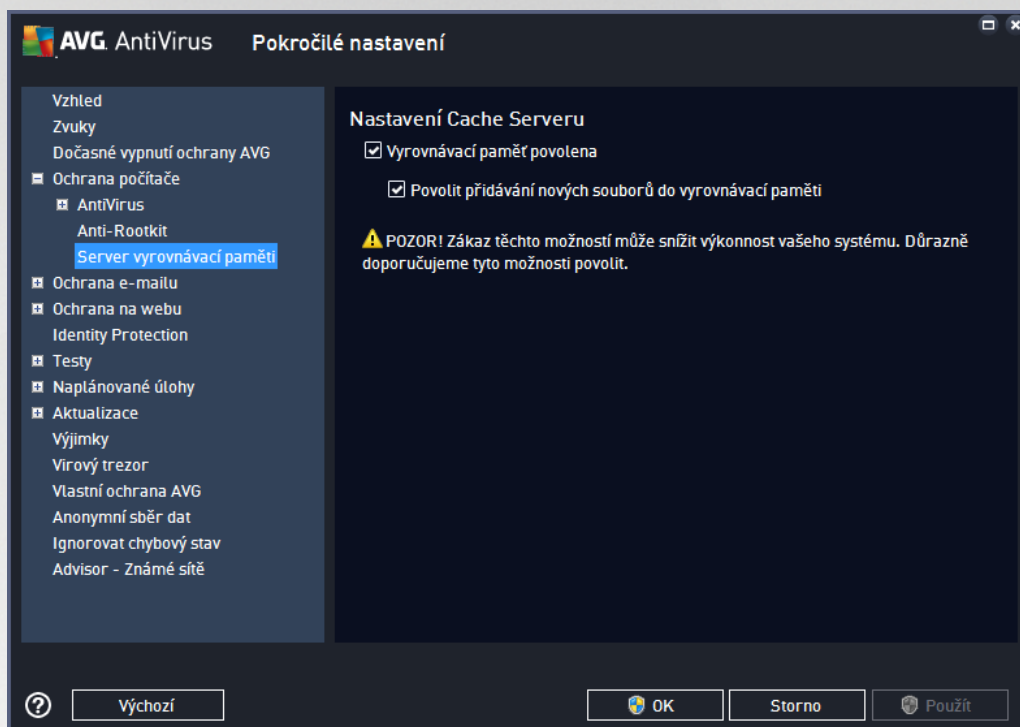 AVG. AntiVirus Pokročilé nastavení
Vzhled
Zvuky
Dočasné vypnutí ochrany AVG
Ochrana počítače
AntiVirus
Anti-Rootkit
Server vyrovnávací paměti
Ochrana e-mailu
Ochrana na webu
Identity Protection
Testy
Naplánované úlohy
Aktualizace
Výjimky
Virový trezor
Vlastní ochrana AVG
Anonymní sběr dat
Ignorovat chybový stav
Advisor - Známé sítě
Nastavení Cache Serveru
Vyrovnávací paměť povolena
Povolit přidávání nových souborů do vyrovnávací paměti
POZOR! Zákaz těchto možností může snížit výkonnost vašeho systému. Důrazně
doporučujeme tyto možnosti povolit.
Výchozí
OK
Storno
Použít